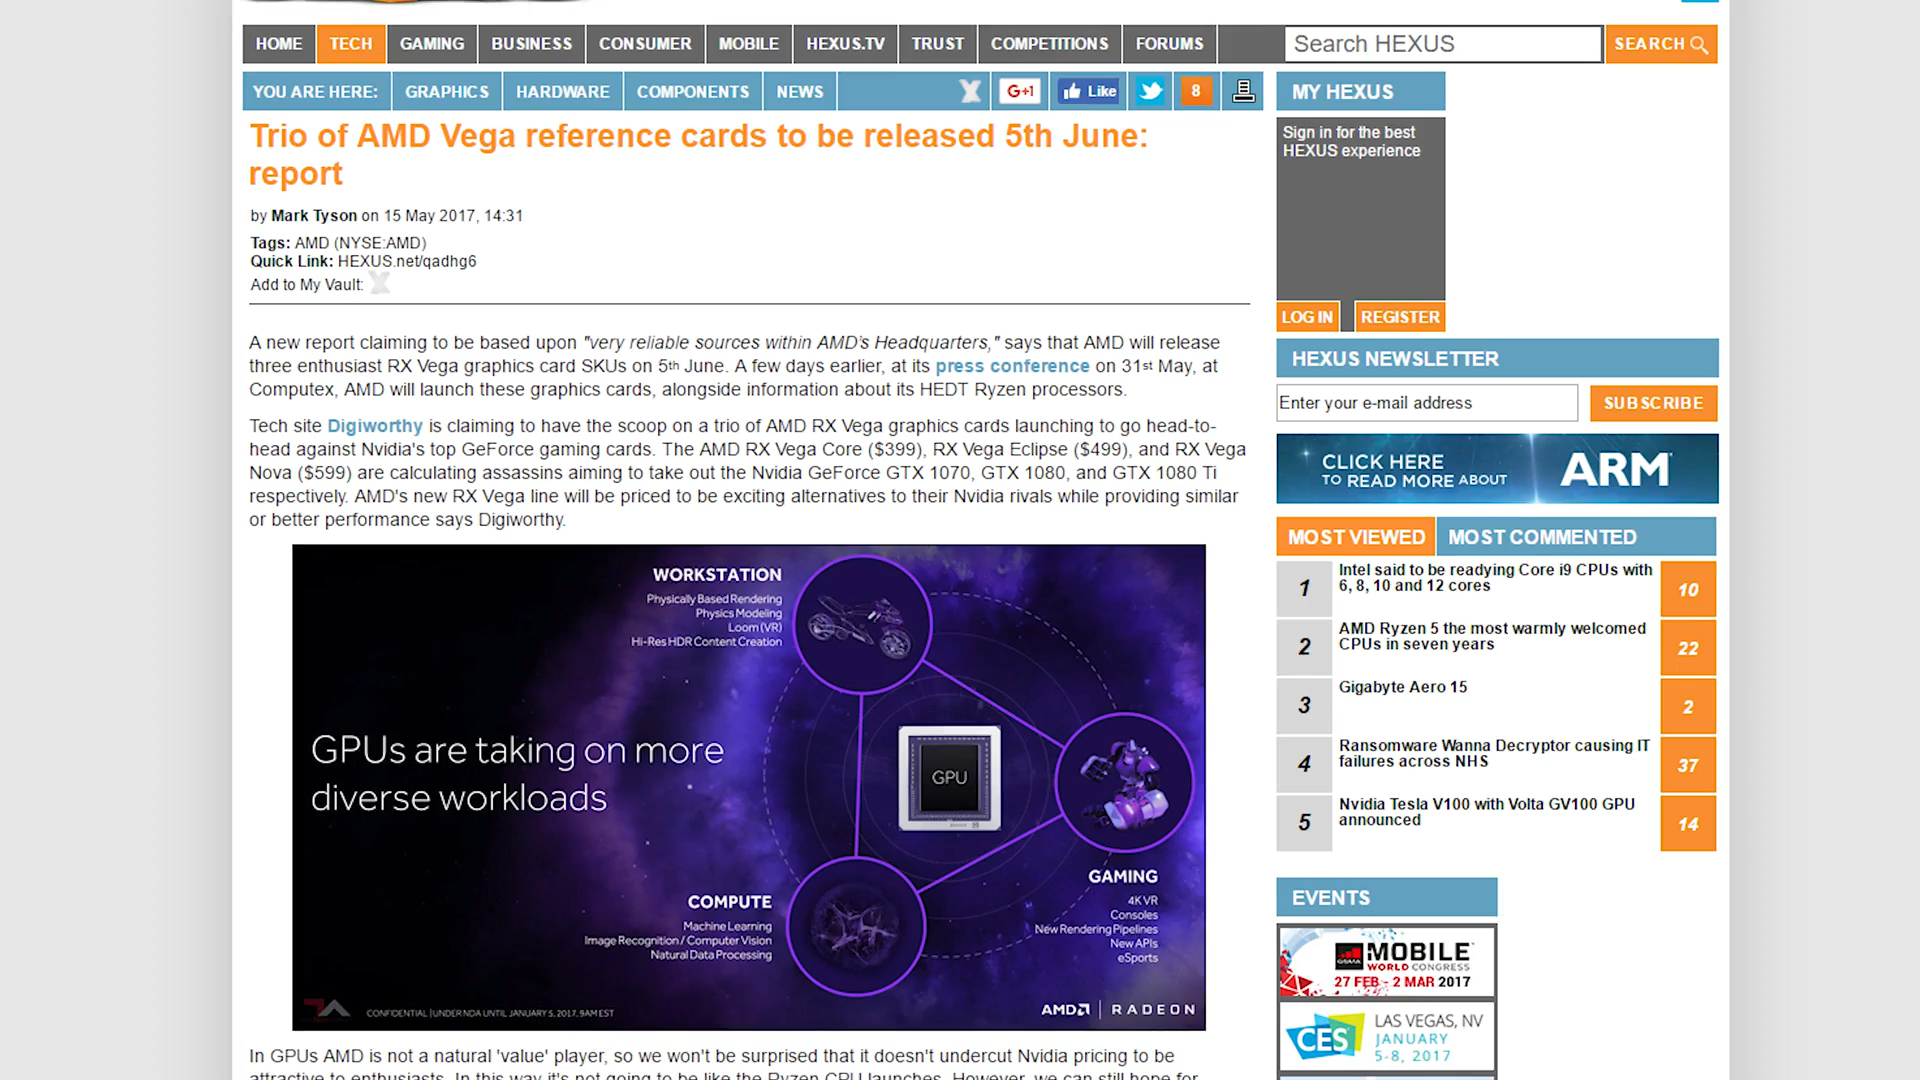 HOME TECH GAMING BUSINESS CONSUMER MOBILE HEXUS.TV TRUST COMPETITIONS FORUMS Search HEXUS SEARCH
YOU ARE HERE: GRAPHICS HARDWARE COMPONENTS NEWS G+1 Like 8
Trio of AMD Vega reference cards to be released 5th June:
report
by Mark Tyson on 15 May 2017, 14:31
Tags: AMD (NYSE:AMD)
Quick Link: HEXUS.net/qadhg6
Add to My Vault:
A new report claiming to be based upon "very reliable sources within AMD's Headquarters," says that AMD will release
three enthusiast RX Vega graphics card SKUs on 5th June. A few days earlier, at its press conference on 31st May, at
Computex, AMD will launch these graphics cards, alongside information about its HEDT Ryzen processors.
Tech site Digiworthy is claiming to have the scoop on a trio of AMD RX Vega graphics cards launching to go head-to-
head against Nvidia's top GeForce gaming cards. The AMD RX Vega Core ($399), RX Vega Eclipse ($499), and RX Vega
Nova ($599) are calculating assassins aiming to take out the Nvidia GeForce GTX 1070, GTX 1080, and GTX 1080 Ti
respectively. AMD's new RX Vega line will be priced to be exciting alternatives to their Nvidia rivals while providing similar
or better performance says Digiworthy.
WORKSTATION
Physically Based Rendering
Physics Modeling
Loom (VR)
Hi-Res HDR Content Creation
GPUs are taking on more
diverse workloads
GPU
COMPUTE
Machine Learning
Image Recognition / Computer Vision
Natural Data Processing
GAMING
4K VR
Consoles
New Rendering Pipelines
New APIs
eSports
CONFIDENTIAL | UNDER NDA UNTIL JANUARY 5, 2017, 9AM EST
AMD RADEON
In GPUs AMD is not a natural 'value' player, so we won't be surprised that it doesn't undercut Nvidia pricing to be
attractive to enthusiasts. In this way it's not going to be like the Ryzen CPU launches. However, we can still hope for
MY HEXUS
Sign in for the best
HEXUS experience
LOG IN REGISTER
HEXUS NEWSLETTER
Enter your e-mail address SUBSCRIBE
CLICK HERE
TO READ MORE ABOUT
ARM
MOST VIEWED MOST COMMENTED
1 Intel said to be readying Core i9 CPUs with
6, 8, 10 and 12 cores 10
2 AMD Ryzen 5 the most warmly welcomed
CPUs in seven years 22
3 Gigabyte Aero 15 2
4 Ransomware Wanna Decryptor causing IT
failures across NHS 37
5 Nvidia Tesla V100 with Volta GV100 GPU
announced 14
EVENTS
GSMA MOBILE
WORLD CONGRESS
27 FEB - 2 MAR 2017
CES LAS VEGAS, NV
JANUARY
5-8, 2017